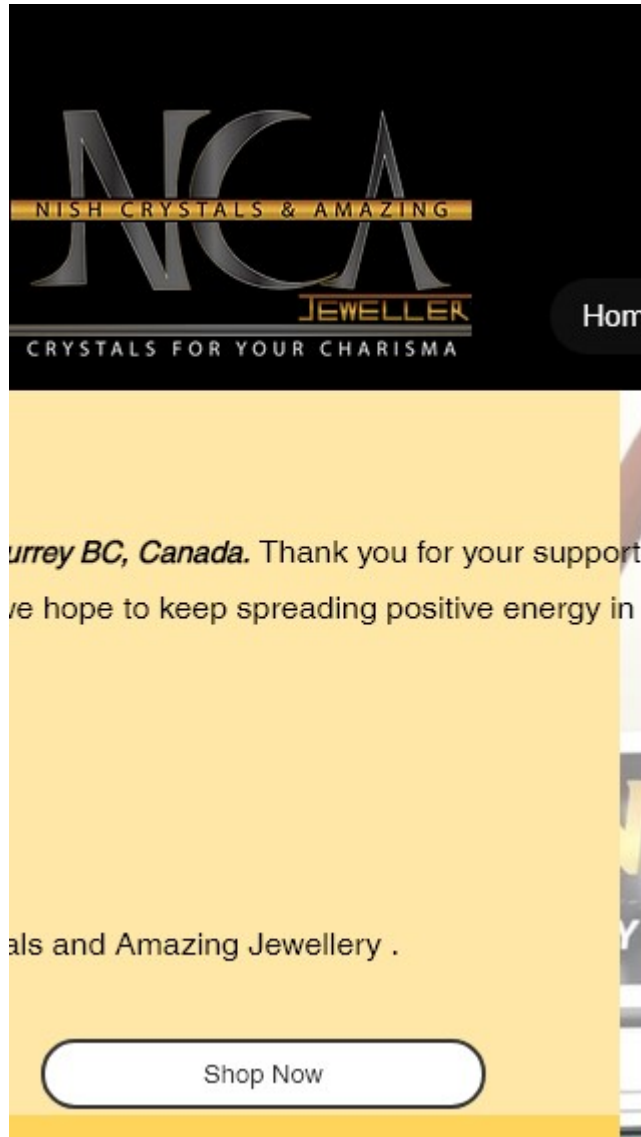 NCA
NISH CRYSTALS & AMAZING
JEWELLER
CRYSTALS FOR YOUR CHARISMA
Hom
urrey BC, Canada. Thank you for your support
ve hope to keep spreading positive energy in
als and Amazing Jewellery .
Shop Now
Y